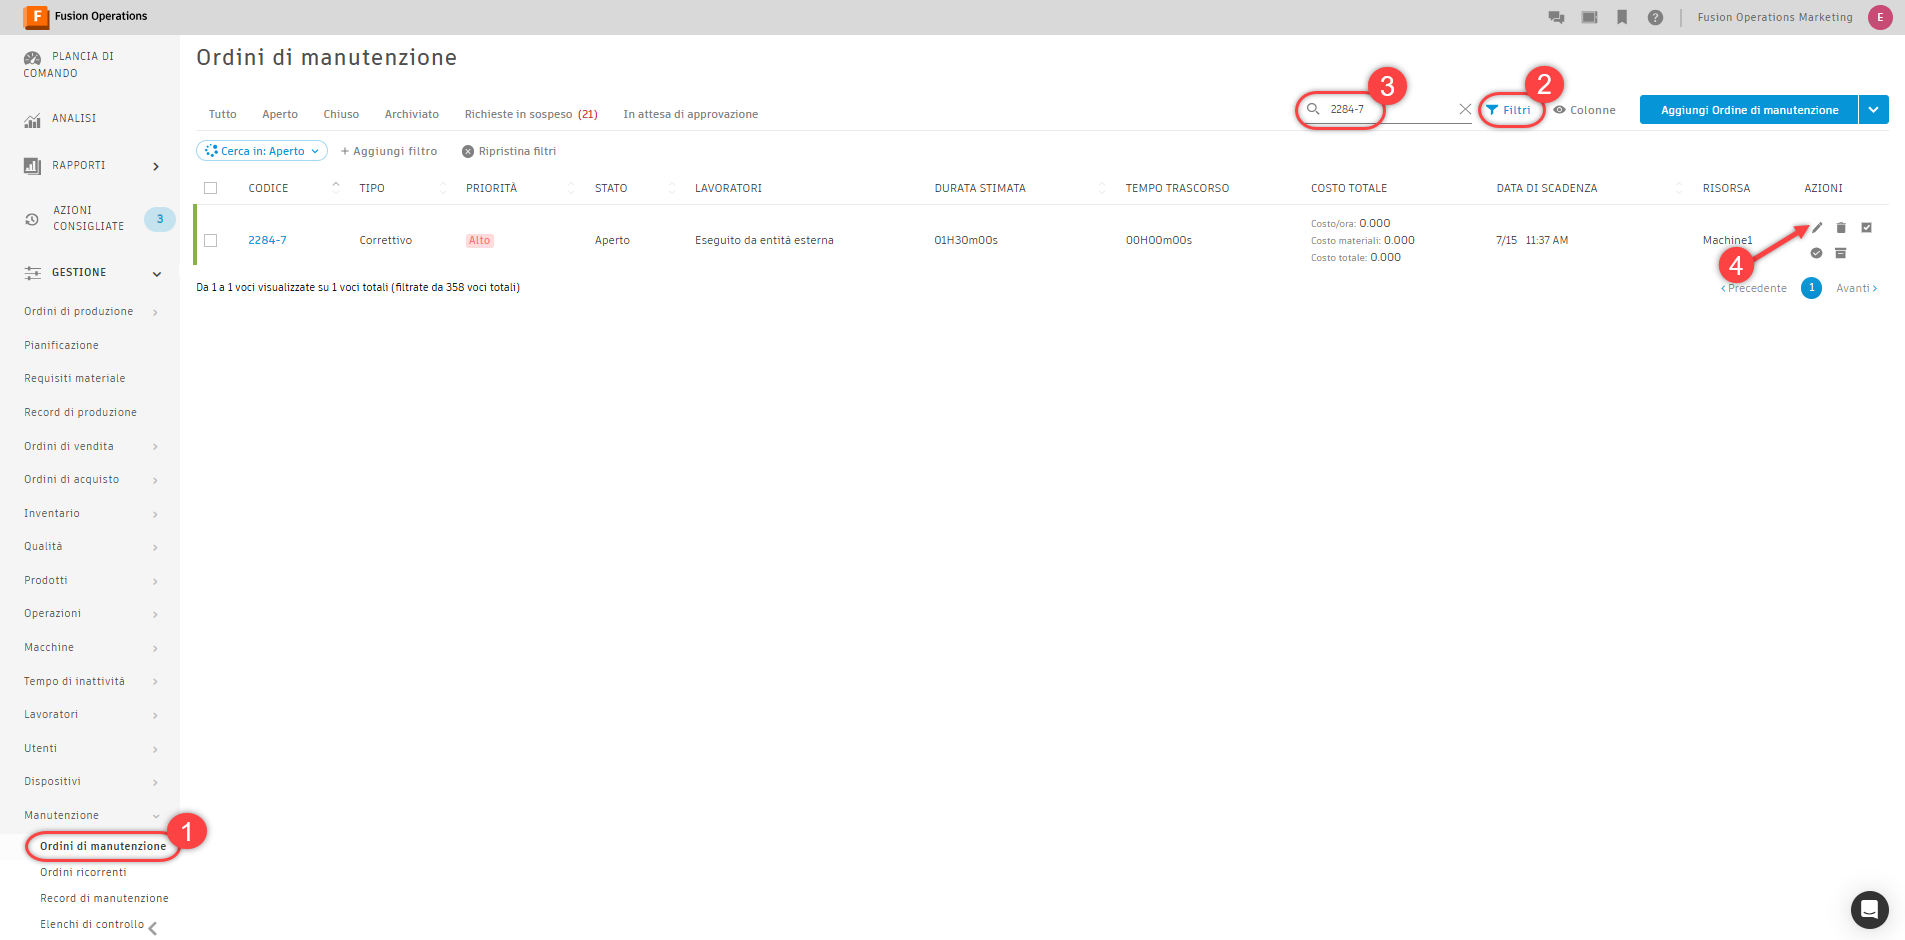 F Fusion Operations
? Fusion Operations Marketing E
PLANCIA DI
COMANDO
ANALISI
RAPPORTI
AZIONI
CONSIGLIATE
3
GESTIONE
Ordini di produzione
Pianificazione
Requisiti materiale
Record di produzione
Ordini di vendita
Ordini di acquisto
Inventario
Qualità
Prodotti
Operazioni
Macchine
Tempo di inattività
Lavoratori
Utenti
Dispositivi
Manutenzione
1
Ordini di manutenzione
Ordini ricorrenti
Record di manutenzione
Elenchi di controllo
Ordini di manutenzione
Tutto Aperto Chiuso Archiviato Richieste in sospeso (21) In attesa di approvazione
3 2
2284-7 Filtri Colonne Aggiungi Ordine di manutenzione
Cerca in: Aperto + Aggiungi filtro Ripristina filtri
CODICE TIPO PRIORITÀ STATO LAVORATORI DURATA STIMATA TEMPO TRASCORSO COSTO TOTALE DATA DI SCADENZA RISORSA AZIONI
2284-7 Correttivo Alto Aperto Eseguito da entità esterna 01H30m00s 00H00m00s
Costo/ora: 0.000
Costo materiali: 0.000
Costo totale: 0.000
7/15 11:37 AM Machine1
4
Da 1 a 1 voci visualizzate su 1 voci totali (filtrate da 358 voci totali)
Precedente 1 Avanti